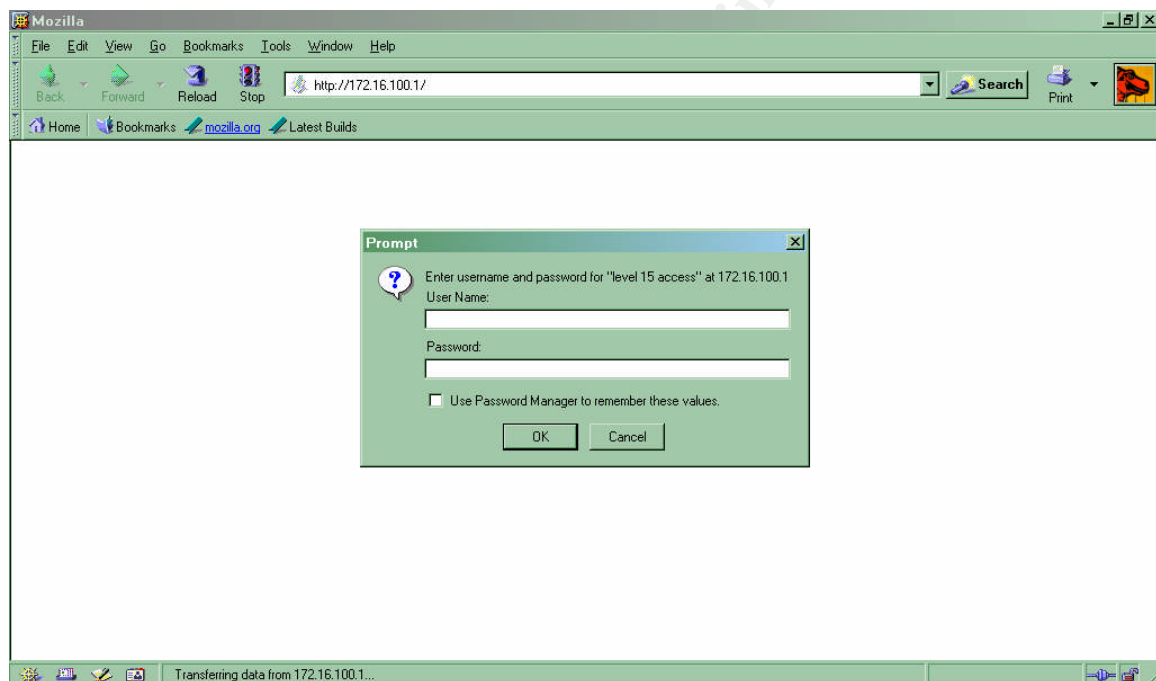 Mozilla
File Edit View Go Bookmarks Tools Window Help
Back Forward Reload Stop http://172.16.100.1/ Search Print
Home Bookmarks mozilla.org Latest Builds
Prompt
Enter username and password for "level 15 access" at 172.16.100.1
User Name:
Password:
Use Password Manager to remember these values.
OK Cancel
Transferring data from 172.16.100.1...